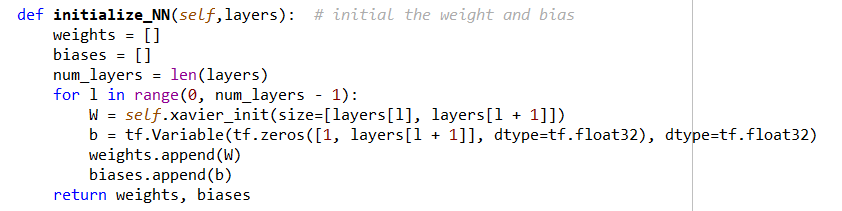 def initialize_NN(self,layers):  # initial the weight and bias
    weights = []
    biases = []
    num_layers = len(layers)
    for l in range(0, num_layers - 1):
        W = self.xavier_init(size=[layers[l], layers[l + 1]])
        b = tf.Variable(tf.zeros([1, layers[l + 1]], dtype=tf.float32), dtype=tf.float32)
        weights.append(W)
        biases.append(b)
    return weights, biases